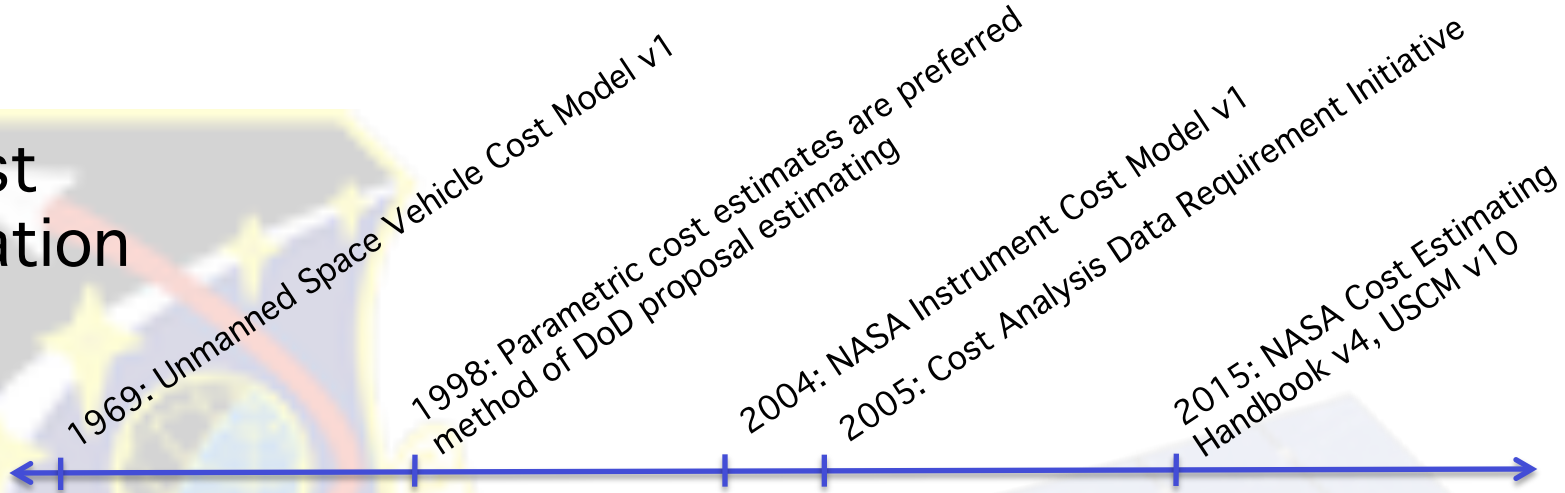 st
ation
1969: Unmanned Space Vehicle Cost Model v1
1998: Parametric cost estimates are preferred
method of DoD proposal estimating
2004: NASA Instrument Cost Model v1
2005: Cost Analysis Data Requirement Initiative
2015: NASA Cost Estimating
Handbook v4, USCM v10